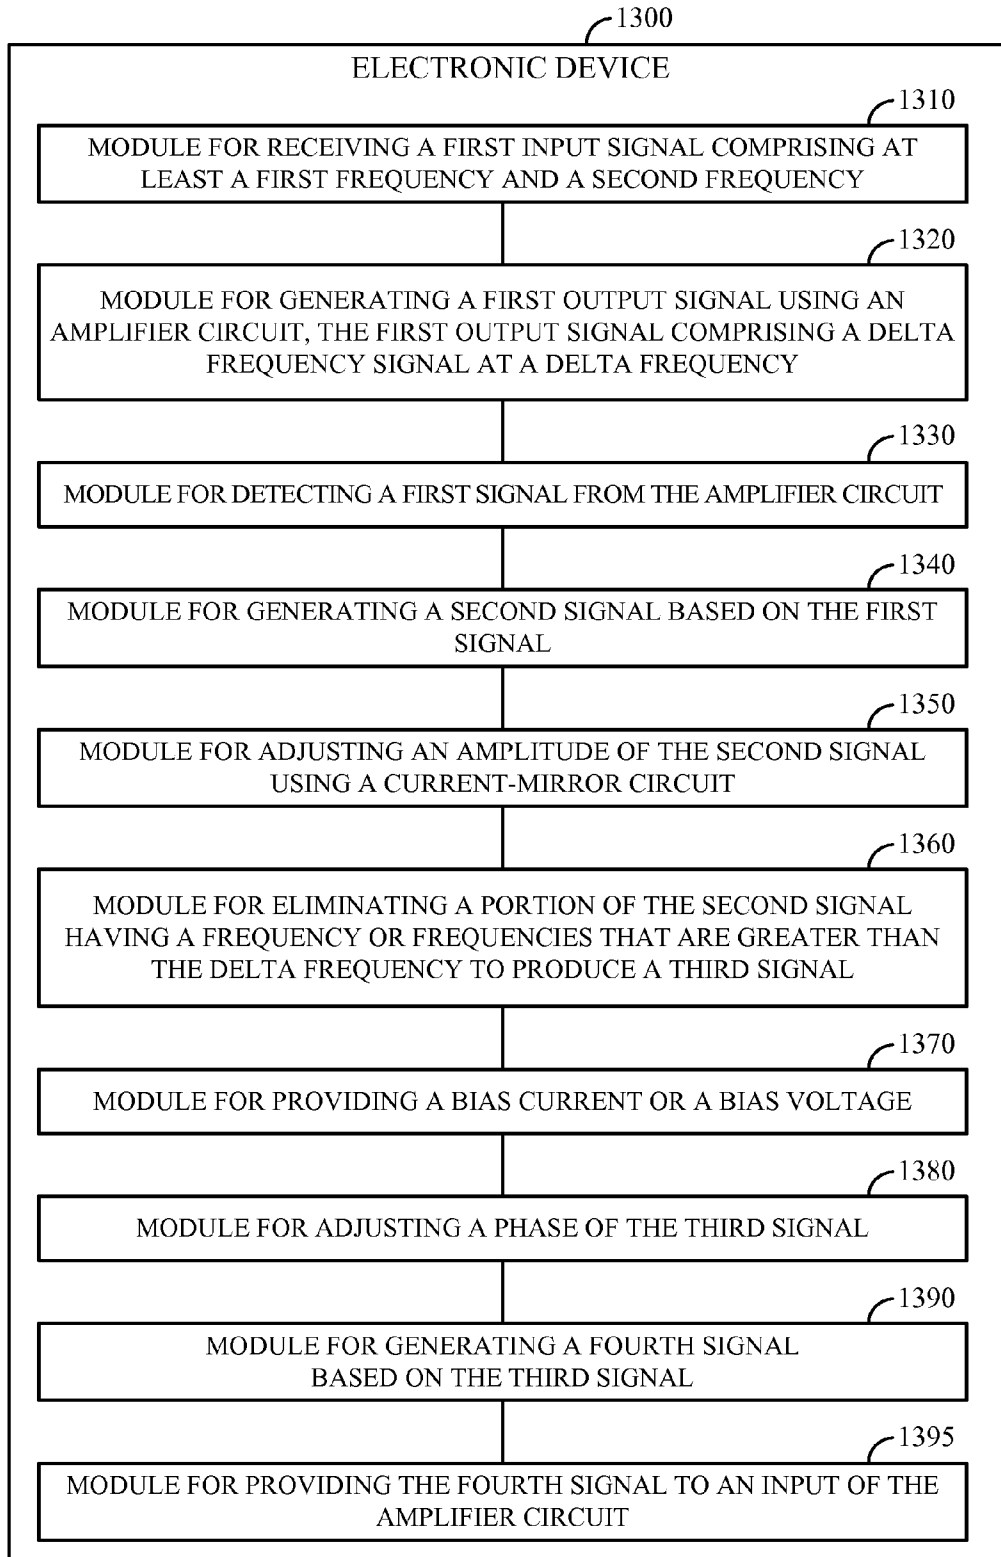 1300
ELECTRONIC DEVICE
1310
MODULE FOR RECEIVING A FIRST INPUT SIGNAL COMPRISING AT
LEAST A FIRST FREQUENCY AND A SECOND FREQUENCY
1320
MODULE FOR GENERATING A FIRST OUTPUT SIGNAL USING AN
AMPLIFIER CIRCUIT, THE FIRST OUTPUT SIGNAL COMPRISING A DELTA
FREQUENCY SIGNAL AT A DELTA FREQUENCY
1330
MODULE FOR DETECTING A FIRST SIGNAL FROM THE AMPLIFIER CIRCUIT
1340
MODULE FOR GENERATING A SECOND SIGNAL BASED ON THE FIRST
SIGNAL
1350
MODULE FOR ADJUSTING AN AMPLITUDE OF THE SECOND SIGNAL
USING A CURRENT-MIRROR CIRCUIT
1360
MODULE FOR ELIMINATING A PORTION OF THE SECOND SIGNAL
HAVING A FREQUENCY OR FREQUENCIES THAT ARE GREATER THAN
THE DELTA FREQUENCY TO PRODUCE A THIRD SIGNAL
1370
MODULE FOR PROVIDING A BIAS CURRENT OR A BIAS VOLTAGE
1380
MODULE FOR ADJUSTING A PHASE OF THE THIRD SIGNAL
1390
MODULE FOR GENERATING A FOURTH SIGNAL
BASED ON THE THIRD SIGNAL
1395
MODULE FOR PROVIDING THE FOURTH SIGNAL TO AN INPUT OF THE
AMPLIFIER CIRCUIT